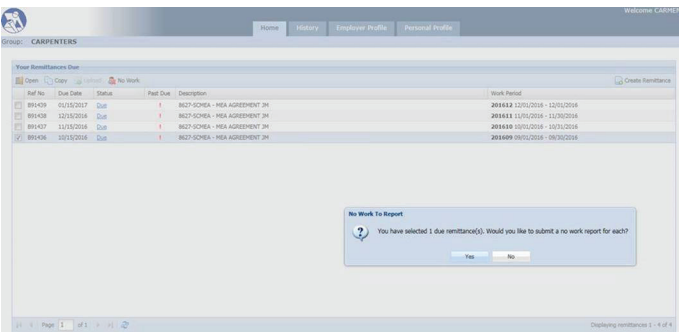 Welcome CARMER
Home History Employer Profile Personal Profile
Group: CARPENTERS
Your Remittances Due
Open Copy No Work Create Remittance
Ref No Due Date Status Past Due Description Work Period
891439 01/15/2017 Due ! 8627-SCMEA - MEA AGREEMENT JM 201612 12/01/2016 - 12/01/2016
891438 12/15/2016 Due ! 8627-SCMEA - MEA AGREEMENT JM 201611 11/01/2016 - 11/30/2016
891437 11/15/2016 Due ! 8627-SCMEA - MEA AGREEMENT JM 201610 10/01/2016 - 10/31/2016
891436 10/15/2016 Due ! 8627-SCMEA - MEA AGREEMENT JM 201609 09/01/2016 - 09/30/2016
No Work To Report
You have selected 1 due remittance(s). Would you like to submit a no work report for each?
Yes No
Page 1 of 1 Displaying remittances 1 - 4 of 4